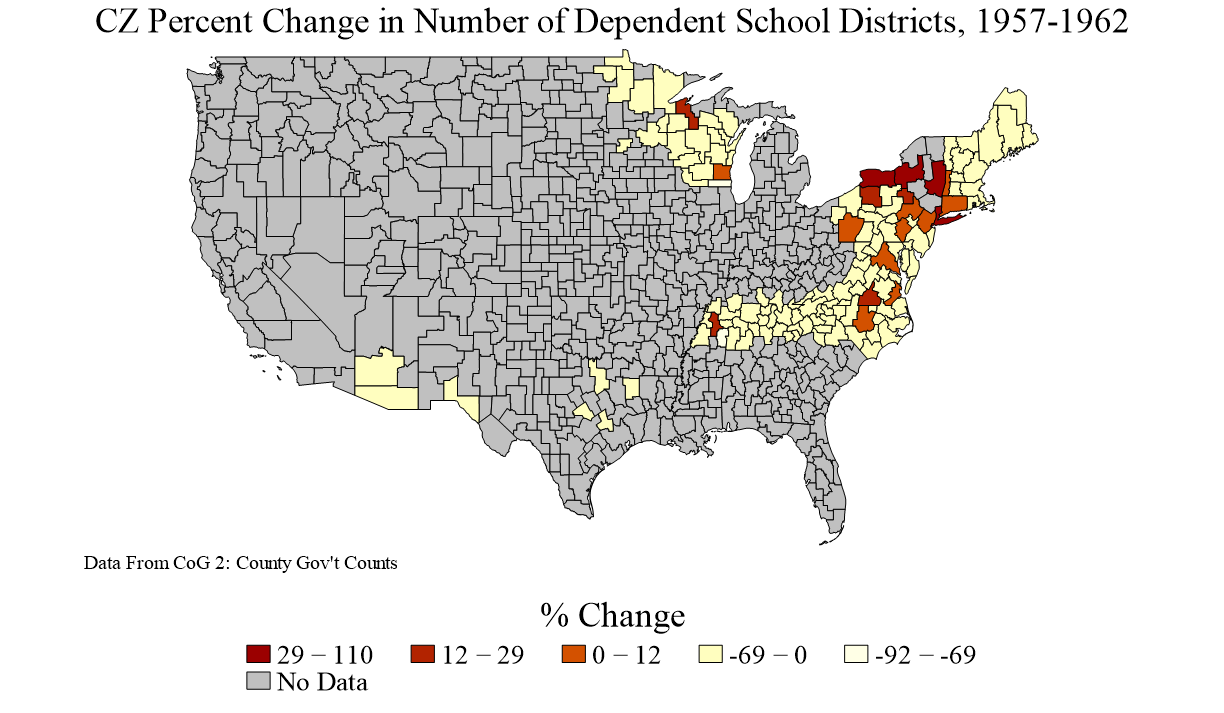 CZ Percent Change in Number of Dependent School Districts, 1957-1962
Data From CoG 2: County Gov't Counts
% Change
29 − 110 12 − 29 0 − 12 -69 − 0 -92 − -69
No Data